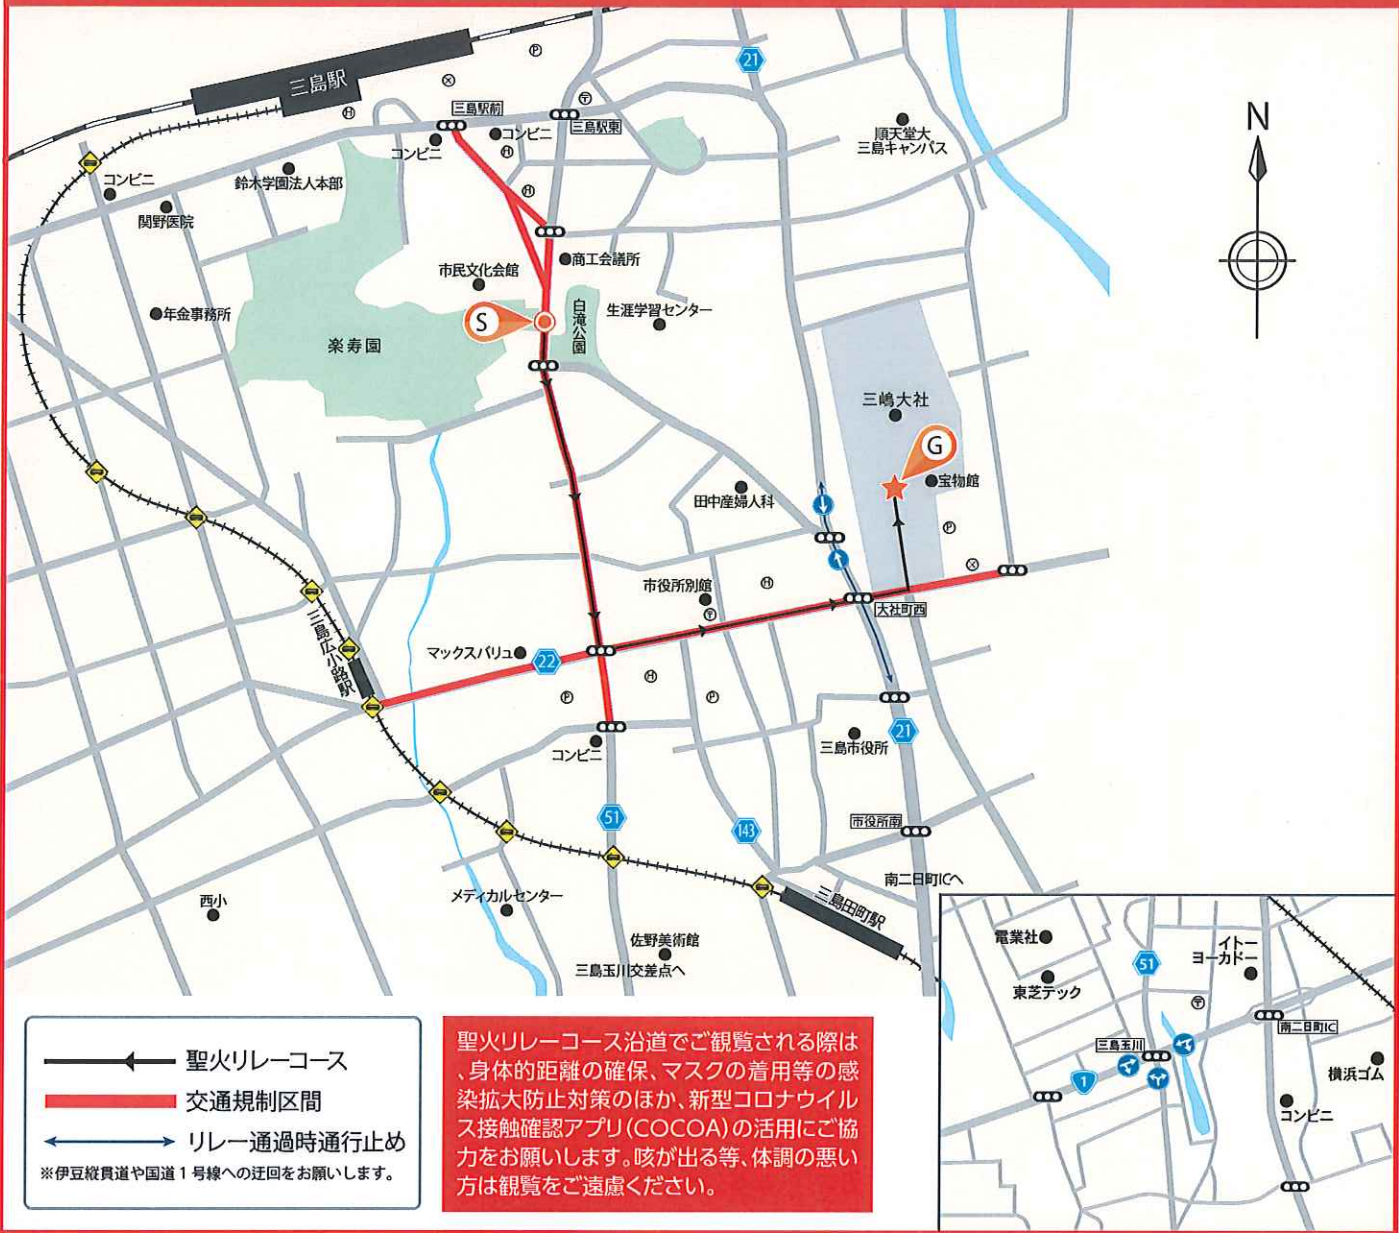 三島駅
Ⓟ
21
Ⓗ
三島駅前
三島駅東
コンビニ
コンビニ
Ⓗ
順天堂大
三島キャンパス
N
コンビニ
鈴木学園法人本部
関野医院
Ⓗ
商工会議所
市民文化会館
年金事務所
S
白滝公園
生涯学習センター
楽寿園
三嶋大社
G
宝物館
田中産婦人科
Ⓟ
市役所別館
Ⓗ
大社町西
三島広小路駅
マックスバリュ
22
Ⓗ
Ⓟ
Ⓟ
21
コンビニ
三島市役所
51
143
市役所南
南二日町ICへ
西小
メディカルセンター
三島田町駅
佐野美術館
三島玉川交差点へ
電業社
イトー
ヨーカドー
51
東芝テック
南二日町IC
三島玉川
1
横浜ゴム
コンビニ
聖火リレーコース
交通規制区間
リレー通過時通行止め
※伊豆縦貫道や国道1号線への迂回をお願いします。
聖火リレーコース沿道でご観覧される際は
、身体的距離の確保、マスクの着用等の感
染拡大防止対策のほか、新型コロナウイル
ス接触確認アプリ(COCOA)の活用にご協
力をお願いします。咳が出る等、体調の悪い
方は観覧をご遠慮ください。